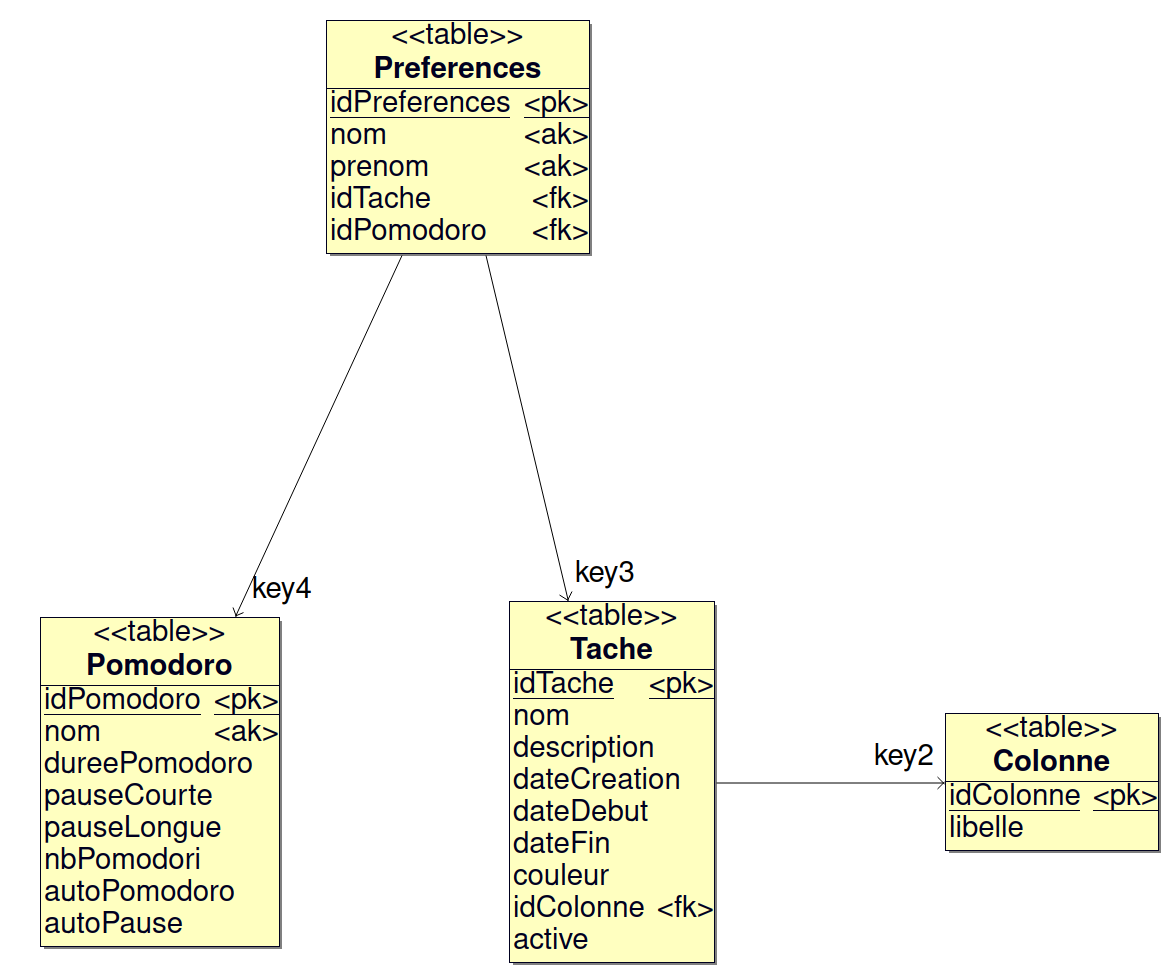 <<table>>
Preferences
idPreferences <pk>
nom <ak>
prenom <ak>
idTache <fk>
idPomodoro <fk>
key4
key3
<<table>>
Pomodoro
idPomodoro <pk>
nom <ak>
dureePomodoro
pauseCourte
pauseLongue
nbPomodori
autoPomodoro
autoPause
<<table>>
Tache
idTache <pk>
nom
description
dateCreation
dateDebut
dateFin
couleur
idColonne <fk>
active
key2
<<table>>
Colonne
idColonne <pk>
libelle